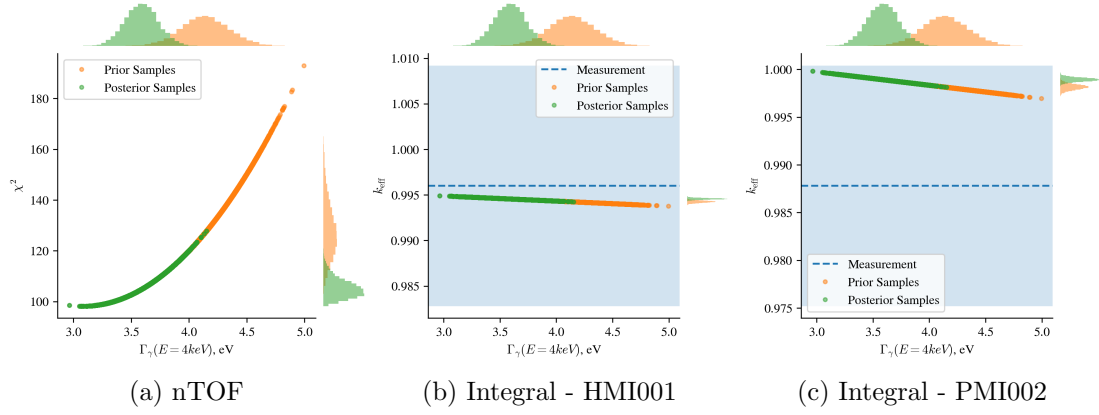 Prior Samples
Posterior Samples
180
160
140
120
100
χ²
3.0 3.5 4.0 4.5 5.0
Γγ(E = 4keV), eV
(a) nTOF
Measurement
Prior Samples
Posterior Samples
1.010
1.005
1.000
0.995
0.990
0.985
keff
3.0 3.5 4.0 4.5 5.0
Γγ(E = 4keV), eV
(b) Integral - HMI001
1.000
0.995
0.990
0.985
0.980
0.975
keff
Measurement
Prior Samples
Posterior Samples
3.0 3.5 4.0 4.5 5.0
Γγ(E = 4keV), eV
(c) Integral - PMI002